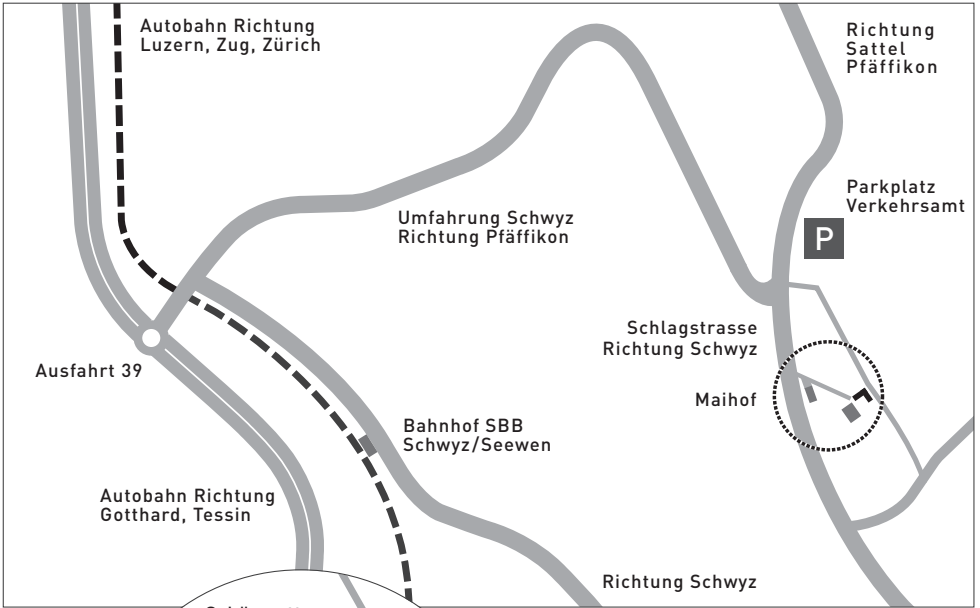 Autobahn Richtung
Luzern, Zug, Zürich
Richtung
Sattel
Pfäffikon
Parkplatz
Verkehrsamt
P
Umfahrung Schwyz
Richtung Pfäffikon
Schlagstrasse
Richtung Schwyz
Ausfahrt 39
Maihof
Bahnhof SBB
Schwyz/Seewen
Autobahn Richtung
Gotthard, Tessin
Richtung Schwyz